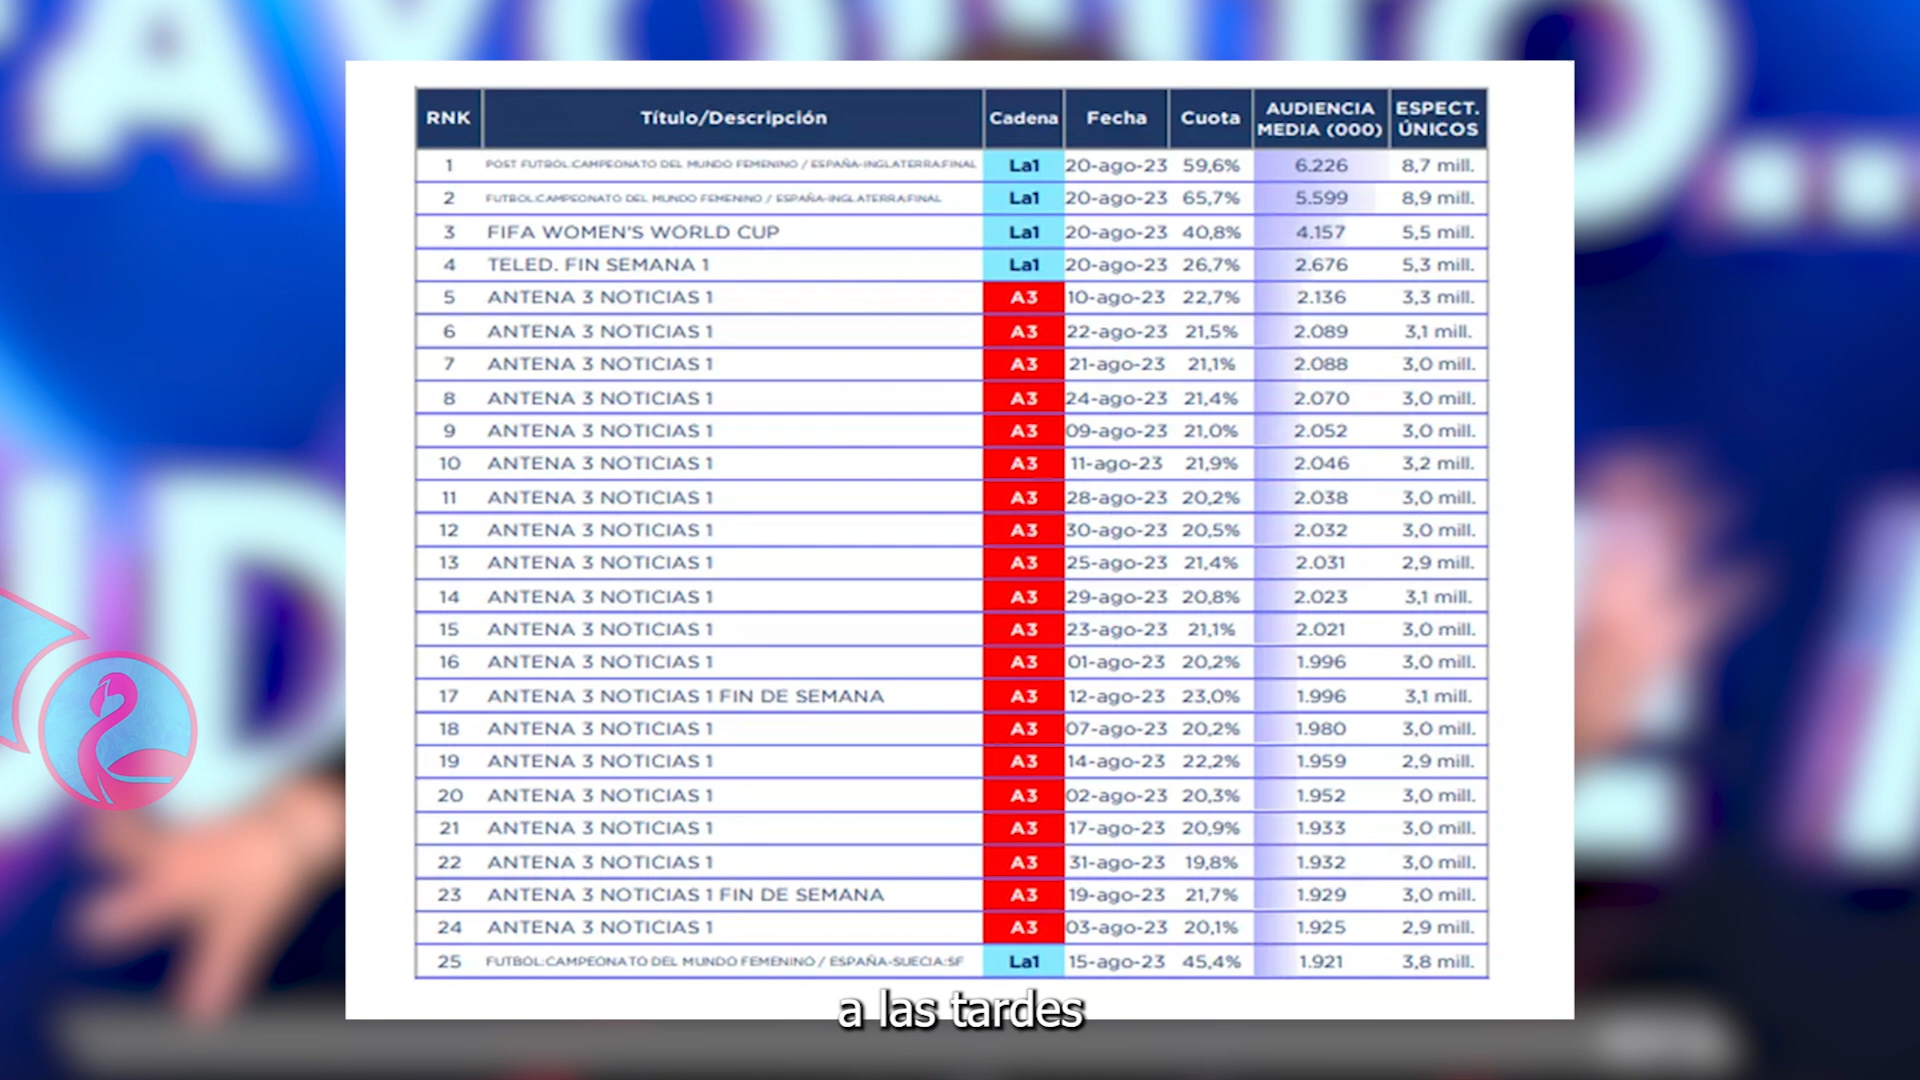 RNK Título/Descripción Cadena Fecha Cuota AUDIENCIA MEDIA (000) ESPECT. ÚNICOS
1 POST FUTBOL:CAMPEONATO DEL MUNDO FEMENINO / ESPAÑA-INGLATERRA:FINAL La1 20-ago-23 59,6% 6.226 8,7 mill.
2 FUTBOL:CAMPEONATO DEL MUNDO FEMENINO / ESPAÑA-INGLATERRA:FINAL La1 20-ago-23 65,7% 5.599 8,9 mill.
3 FIFA WOMEN'S WORLD CUP La1 20-ago-23 40,8% 4.157 5,5 mill.
4 TELED. FIN SEMANA 1 La1 20-ago-23 26,7% 2.676 5,3 mill.
5 ANTENA 3 NOTICIAS 1 A3 10-ago-23 22,7% 2.136 3,3 mill.
6 ANTENA 3 NOTICIAS 1 A3 22-ago-23 21,5% 2.089 3,1 mill.
7 ANTENA 3 NOTICIAS 1 A3 21-ago-23 21,1% 2.088 3,0 mill.
8 ANTENA 3 NOTICIAS 1 A3 24-ago-23 21,4% 2.070 3,0 mill.
9 ANTENA 3 NOTICIAS 1 A3 09-ago-23 21,0% 2.052 3,0 mill.
10 ANTENA 3 NOTICIAS 1 A3 11-ago-23 21,9% 2.046 3,2 mill.
11 ANTENA 3 NOTICIAS 1 A3 28-ago-23 20,2% 2.038 3,0 mill.
12 ANTENA 3 NOTICIAS 1 A3 30-ago-23 20,5% 2.032 3,0 mill.
13 ANTENA 3 NOTICIAS 1 A3 25-ago-23 21,4% 2.031 2,9 mill.
14 ANTENA 3 NOTICIAS 1 A3 29-ago-23 20,8% 2.023 3,1 mill.
15 ANTENA 3 NOTICIAS 1 A3 23-ago-23 21,1% 2.021 3,0 mill.
16 ANTENA 3 NOTICIAS 1 A3 01-ago-23 20,2% 1.996 3,0 mill.
17 ANTENA 3 NOTICIAS 1 FIN DE SEMANA A3 12-ago-23 23,0% 1.996 3,1 mill.
18 ANTENA 3 NOTICIAS 1 A3 07-ago-23 20,2% 1.980 3,0 mill.
19 ANTENA 3 NOTICIAS 1 A3 14-ago-23 22,2% 1.959 2,9 mill.
20 ANTENA 3 NOTICIAS 1 A3 02-ago-23 20,3% 1.952 3,0 mill.
21 ANTENA 3 NOTICIAS 1 A3 17-ago-23 20,9% 1.933 3,0 mill.
22 ANTENA 3 NOTICIAS 1 A3 31-ago-23 19,8% 1.932 3,0 mill.
23 ANTENA 3 NOTICIAS 1 FIN DE SEMANA A3 19-ago-23 21,7% 1.929 3,0 mill.
24 ANTENA 3 NOTICIAS 1 A3 03-ago-23 20,1% 1.925 2,9 mill.
25 FUTBOL:CAMPEONATO DEL MUNDO FEMENINO / ESPAÑA-SUECIA:SF La1 15-ago-23 45,4% 1.921 3,8 mill.
a las tardes